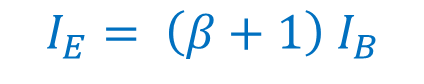 I_E = (β + 1) I_B